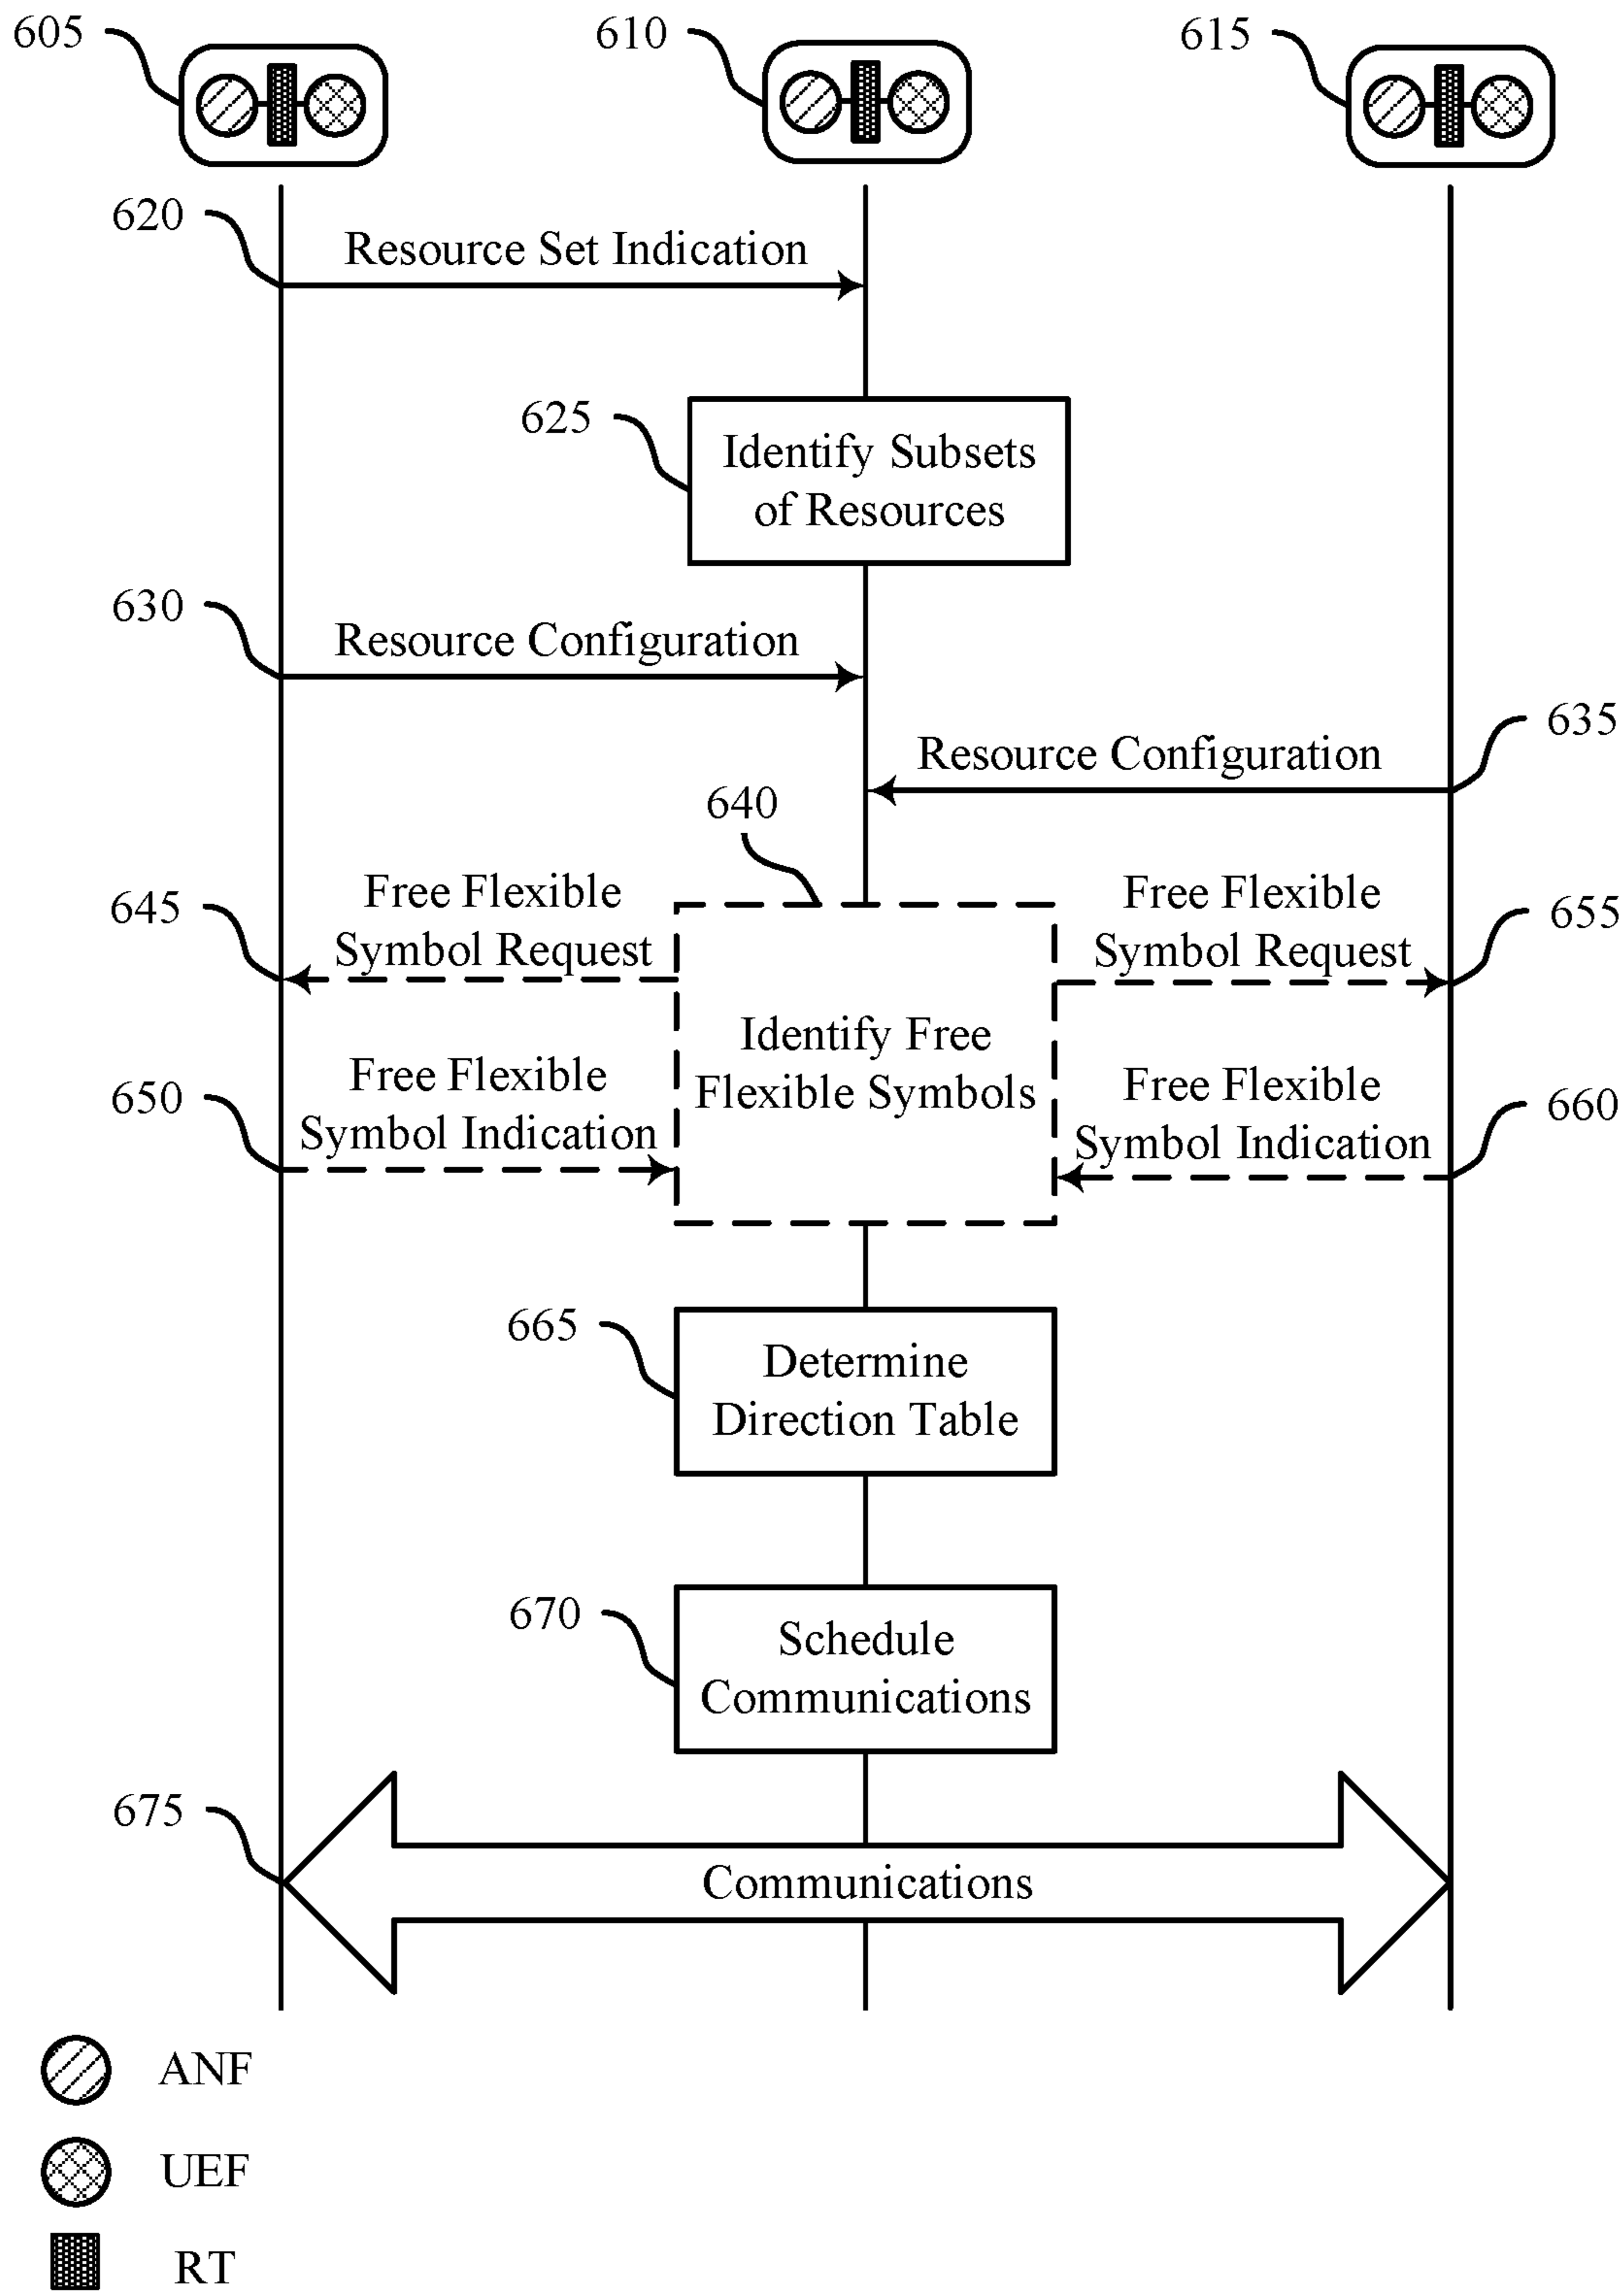 605
610
615
620
Resource Set Indication
625
Identify Subsets
of Resources
630
Resource Configuration
635
Resource Configuration
640
645
Free Flexible
Symbol Request
Free Flexible
Symbol Request
655
Identify Free
Flexible Symbols
650
Free Flexible
Symbol Indication
Free Flexible
Symbol Indication
660
665
Determine
Direction Table
670
Schedule
Communications
675
Communications
ANF
UEF
RT